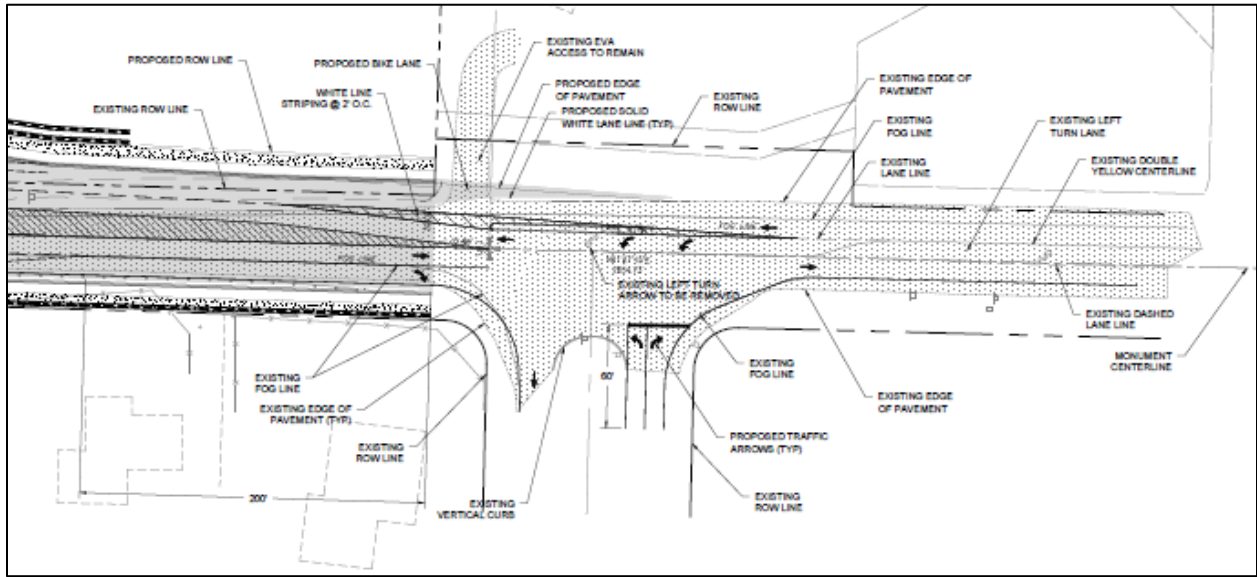 EXISTING EVA
ACCESS TO REMAIN
PROPOSED ROW LINE
PROPOSED BIKE LANE
WHITE LINE
STRIPING @ 2' O.C.
PROPOSED EDGE
OF PAVEMENT
PROPOSED SOLID
WHITE LANE LINE (TYP.)
EXISTING
ROW LINE
EXISTING EDGE OF
PAVEMENT
EXISTING ROW LINE
EXISTING
FOG LINE
EXISTING LEFT
TURN LANE
EXISTING
LANE LINE
EXISTING DOUBLE
YELLOW CENTERLINE
FOG LINE
FOG LINE
EXISTING LEFT TURN
ARROW TO BE REMOVED
EXISTING DASHED
LANE LINE
MONUMENT
CENTERLINE
EXISTING
FOG LINE
60'
EXISTING
FOG LINE
EXISTING EDGE OF
PAVEMENT (TYP.)
EXISTING EDGE
OF PAVEMENT
EXISTING
ROW LINE
PROPOSED TRAFFIC
ARROWS (TYP)
200'
EXISTING
VERTICAL CURB
EXISTING
ROW LINE